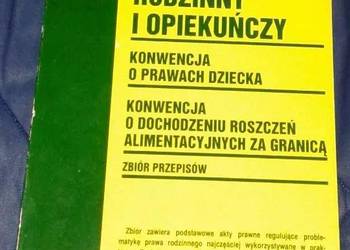 RODZINNY
I OPIEKUŃCZY
KONWENCJA
O PRAWACH DZIECKA
KONWENCJA
O DOCHODZENIU ROSZCZEŃ
ALIMENTACYJNYCH ZA GRANICĄ
ZBIÓR PRZEPISÓW
Zbior zawiera podstawowe akty prawne regulujące proble-
matykę prawa rodzinnego najczęściej wykorzystywane w prak-